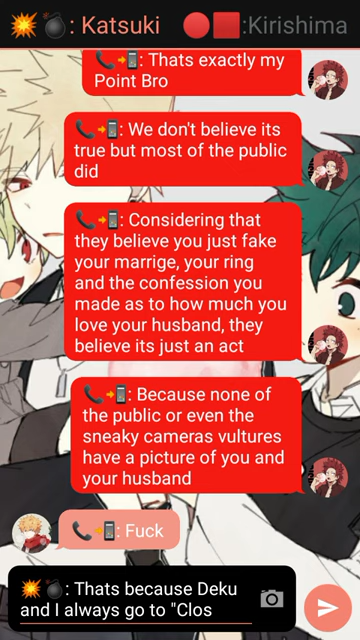 💥💣: Katsuki 🔴🟥:Kirishima
📞📲: Thats exactly my
Point Bro
📞📲: We don't believe its
true but most of the public
did
📞📲: Considering that
they believe you just fake
your marrige, your ring
and the confession you
made as to how much you
love your husband, they
believe its just an act
📞📲: Because none of
the public or even the
sneaky cameras vultures
have a picture of you and
your husband
📞📲: Fuck
💥💣: Thats because Deku
and I always go to "Clos